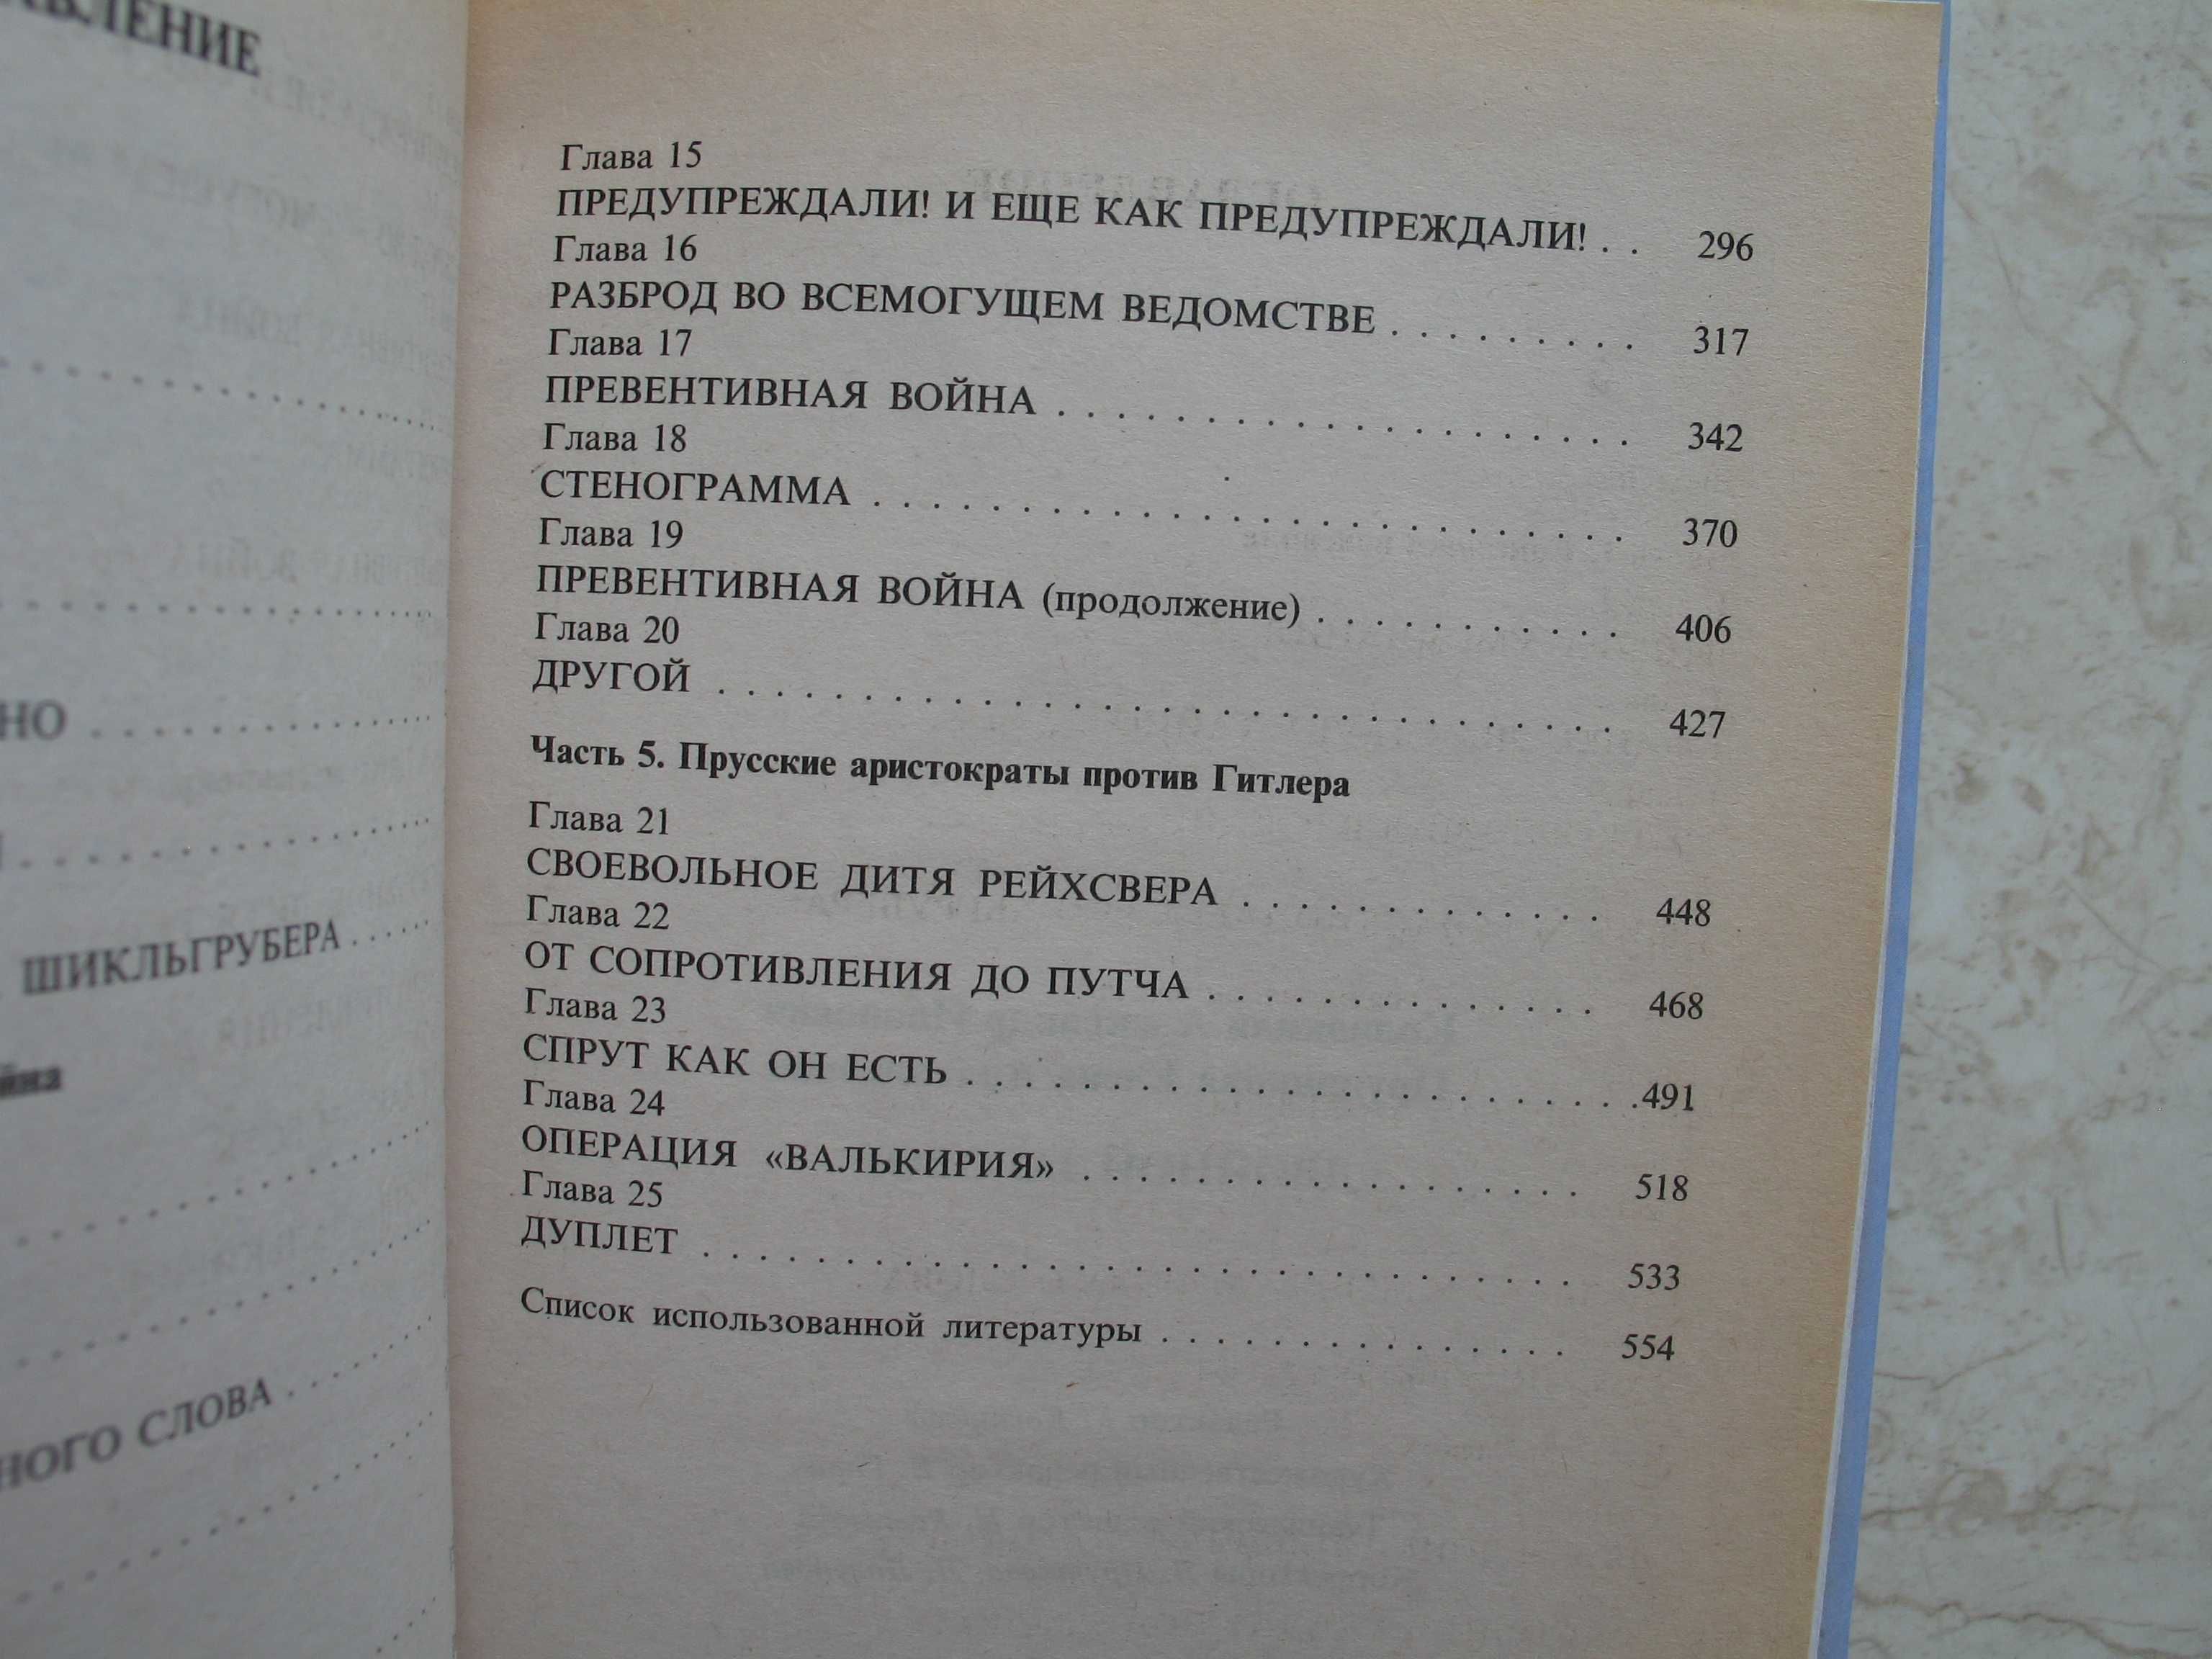 НО
ШИКЛЬГРУБЕРА
СЛОВА
Глава 15
ПРЕДУПРЕЖДАЛИ! И ЕЩЕ КАК ПРЕДУПРЕЖДАЛИ! . . 296
Глава 16
РАЗБРОД ВО ВСЕМОГУЩЕМ ВЕДОМСТВЕ . . . . . . . . . 317
Глава 17
ПРЕВЕНТИВНАЯ ВОЙНА . . . . . . . . . . . . . . . . . . . . 342
Глава 18
СТЕНОГРАММА . . . . . . . . . . . . . . . . . . . . . . . . . . 370
Глава 19
ПРЕВЕНТИВНАЯ ВОЙНА (продолжение) . . . . . . . . . . . 406
Глава 20
ДРУГОЙ . . . . . . . . . . . . . . . . . . . . . . . . . . . . . . . 427
Часть 5. Прусские аристократы против Гитлера
Глава 21
СВОЕВОЛЬНОЕ ДИТЯ РЕЙХСВЕРА . . . . . . . . . . . . . 448
Глава 22
ОТ СОПРОТИВЛЕНИЯ ДО ПУТЧА . . . . . . . . . . . . . . 468
Глава 23
СПРУТ КАК ОН ЕСТЬ . . . . . . . . . . . . . . . . . . . . . . . .491
Глава 24
ОПЕРАЦИЯ «ВАЛЬКИРИЯ» . . . . . . . . . . . . . . . . . . 518
Глава 25
ДУПЛЕТ . . . . . . . . . . . . . . . . . . . . . . . . . . . . . . 533
Список использованной литературы . . . . . . . . . . . . . . 554